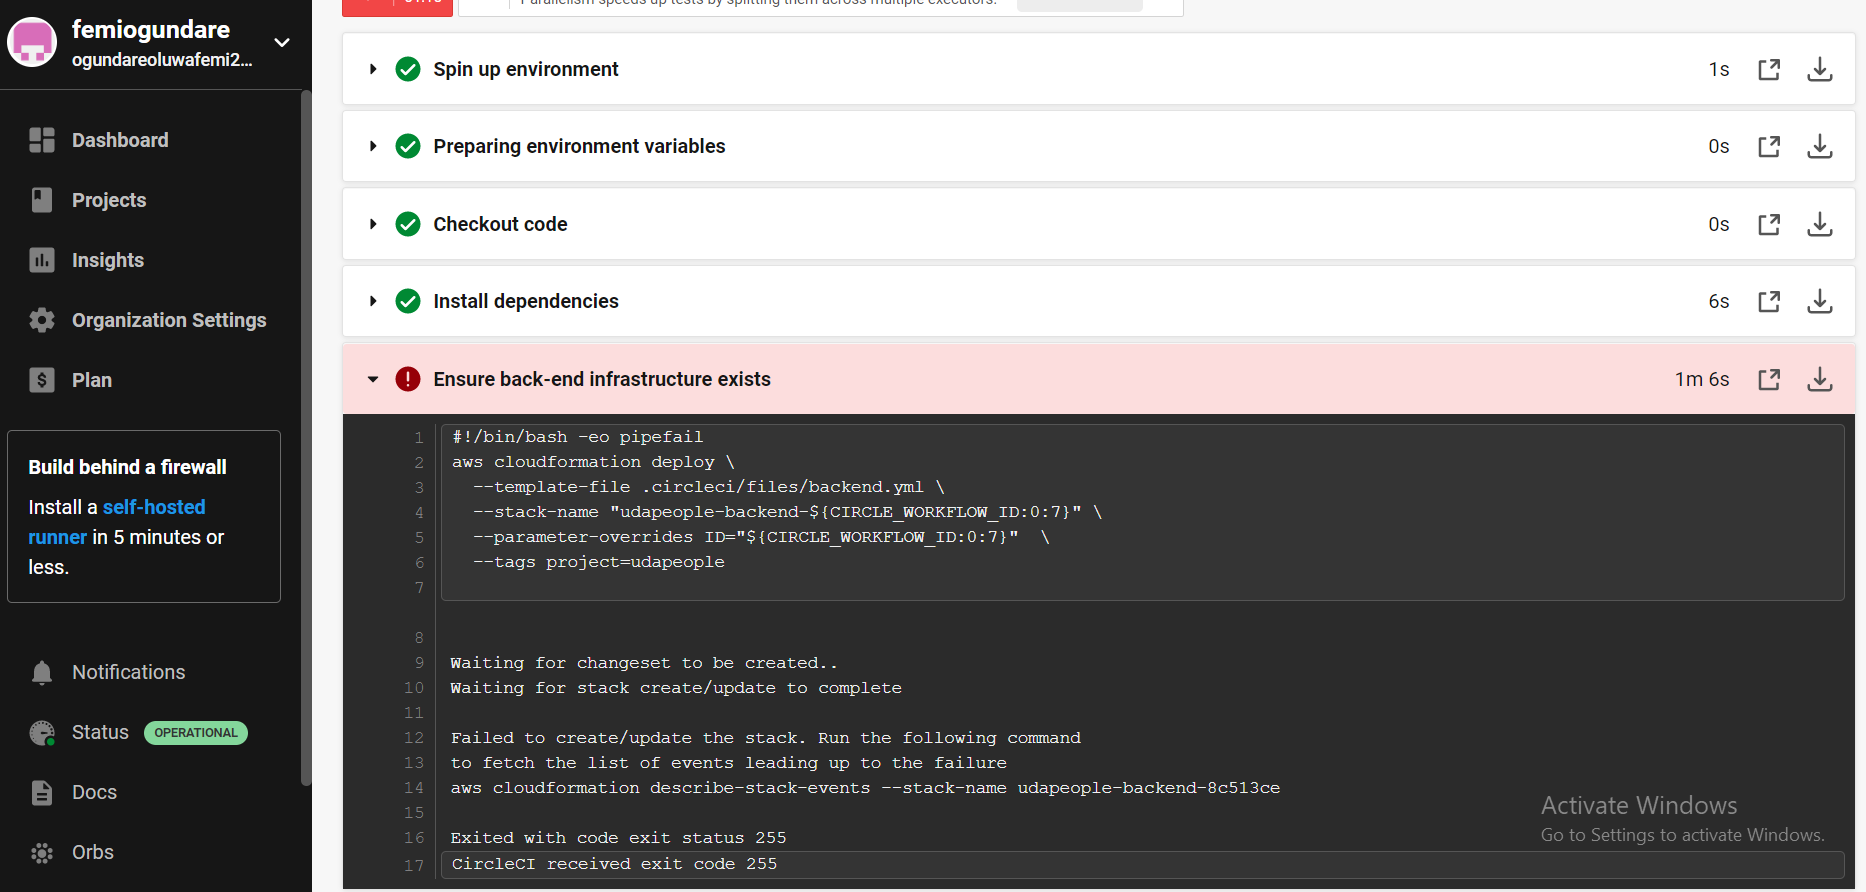 femiogundare
ogundareoluwafemi2...
Dashboard
Projects
Insights
Organization Settings
Plan
Build behind a firewall
Install a self-hosted
runner in 5 minutes or
less.
Notifications
Status OPERATIONAL
Docs
Orbs
Parallelism speeds up tests by splitting them across multiple executors.
Spin up environment 1s
Preparing environment variables 0s
Checkout code 0s
Install dependencies 6s
Ensure back-end infrastructure exists 1m 6s
1 #!/bin/bash -eo pipefail
2 aws cloudformation deploy \
3 --template-file .circleci/files/backend.yml \
4 --stack-name "udapeople-backend-${CIRCLE_WORKFLOW_ID:0:7}" \
5 --parameter-overrides ID="${CIRCLE_WORKFLOW_ID:0:7}"  \
6 --tags project=udapeople
7
8
9 Waiting for changeset to be created..
10 Waiting for stack create/update to complete
11
12 Failed to create/update the stack. Run the following command
13 to fetch the list of events leading up to the failure
14 aws cloudformation describe-stack-events --stack-name udapeople-backend-8c513ce
15
16 Exited with code exit status 255
17 CircleCI received exit code 255
Activate Windows
Go to Settings to activate Windows.